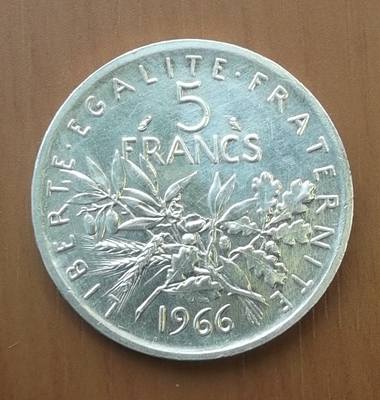 LIBERTE · EGALITE · FRATERNITE
5
FRANCS
1966